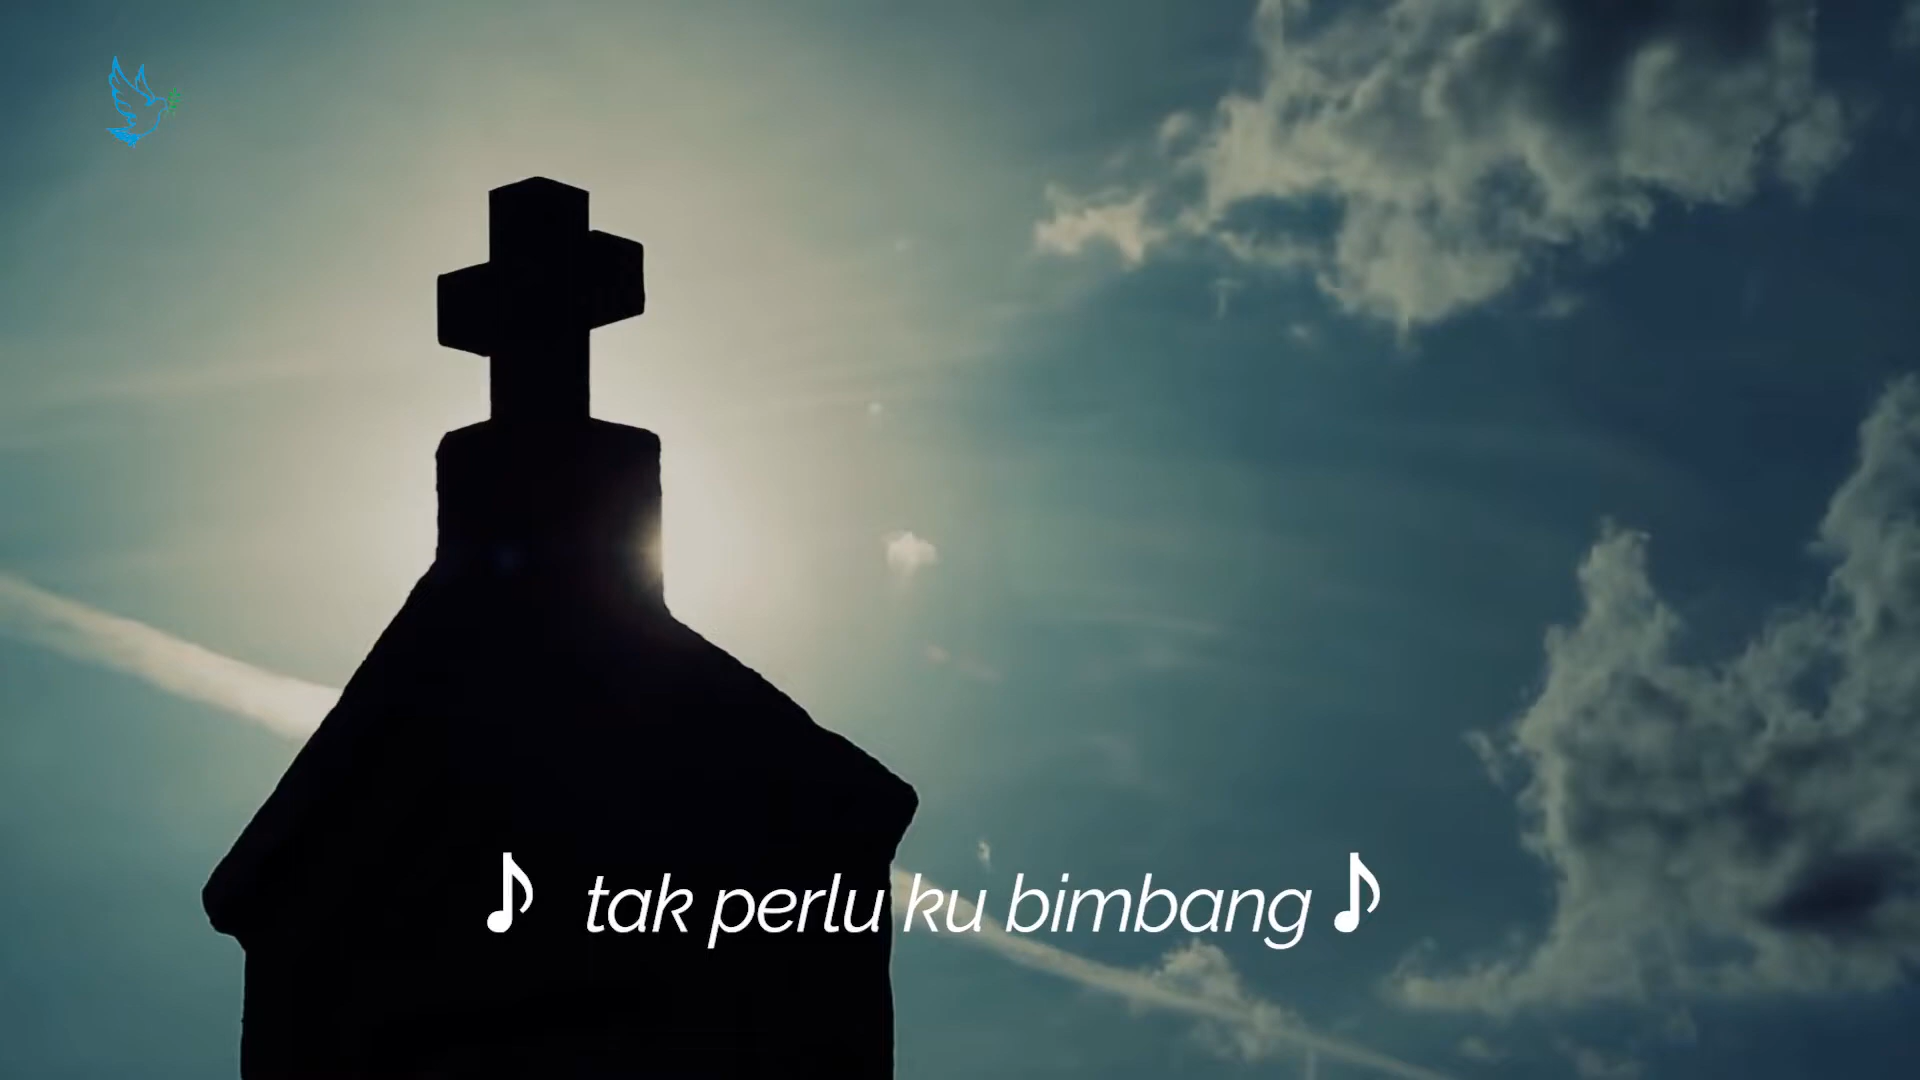 ♪ tak perlu ku bimbang ♪